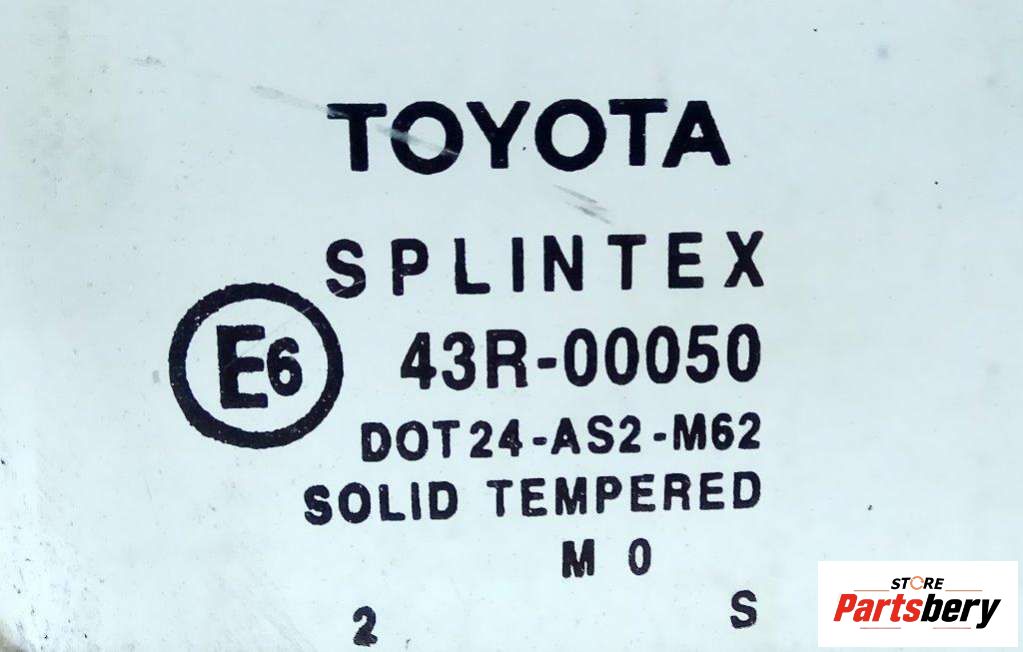 TOYOTA
SPLINTEX
E6 43R-00050
DOT24-AS2-M62
SOLID TEMPERED
M 0
2 S
STORE
Partsbery